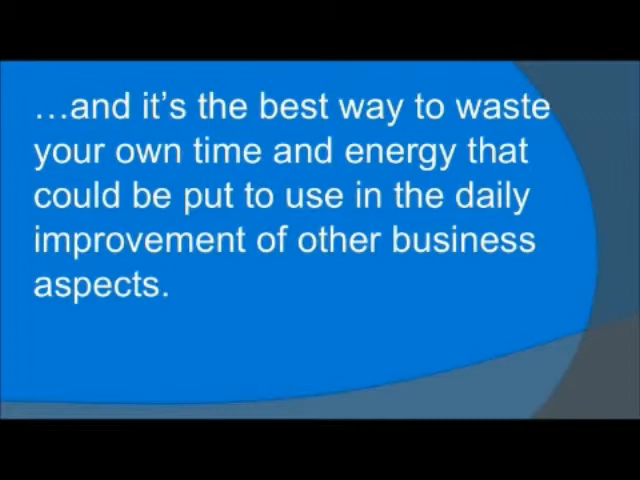 …and it’s the best way to waste
your own time and energy that
could be put to use in the daily
improvement of other business
aspects.